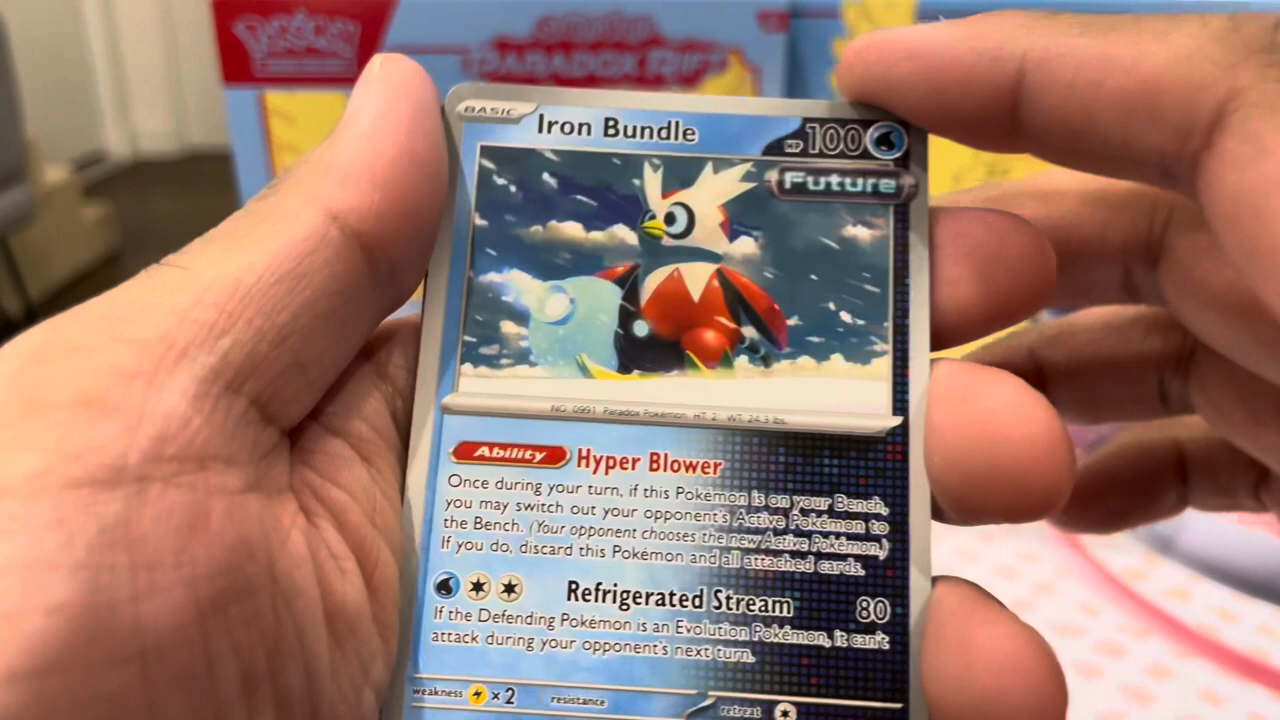 Pokémon
PARADOX RIFT
BASIC
Iron Bundle
HP 100
Future
NO. 0991 Paradox Pokémon HT: 2' WT: 24.3 lbs.
Ability Hyper Blower
Once during your turn, if this Pokémon is on your Bench,
you may switch out your opponent's Active Pokémon to
the Bench. (Your opponent chooses the new Active Pokémon.)
If you do, discard this Pokémon and all attached cards.
Refrigerated Stream 80
If the Defending Pokémon is an Evolution Pokémon, it can't
attack during your opponent's next turn.
weakness ×2 resistance retreat